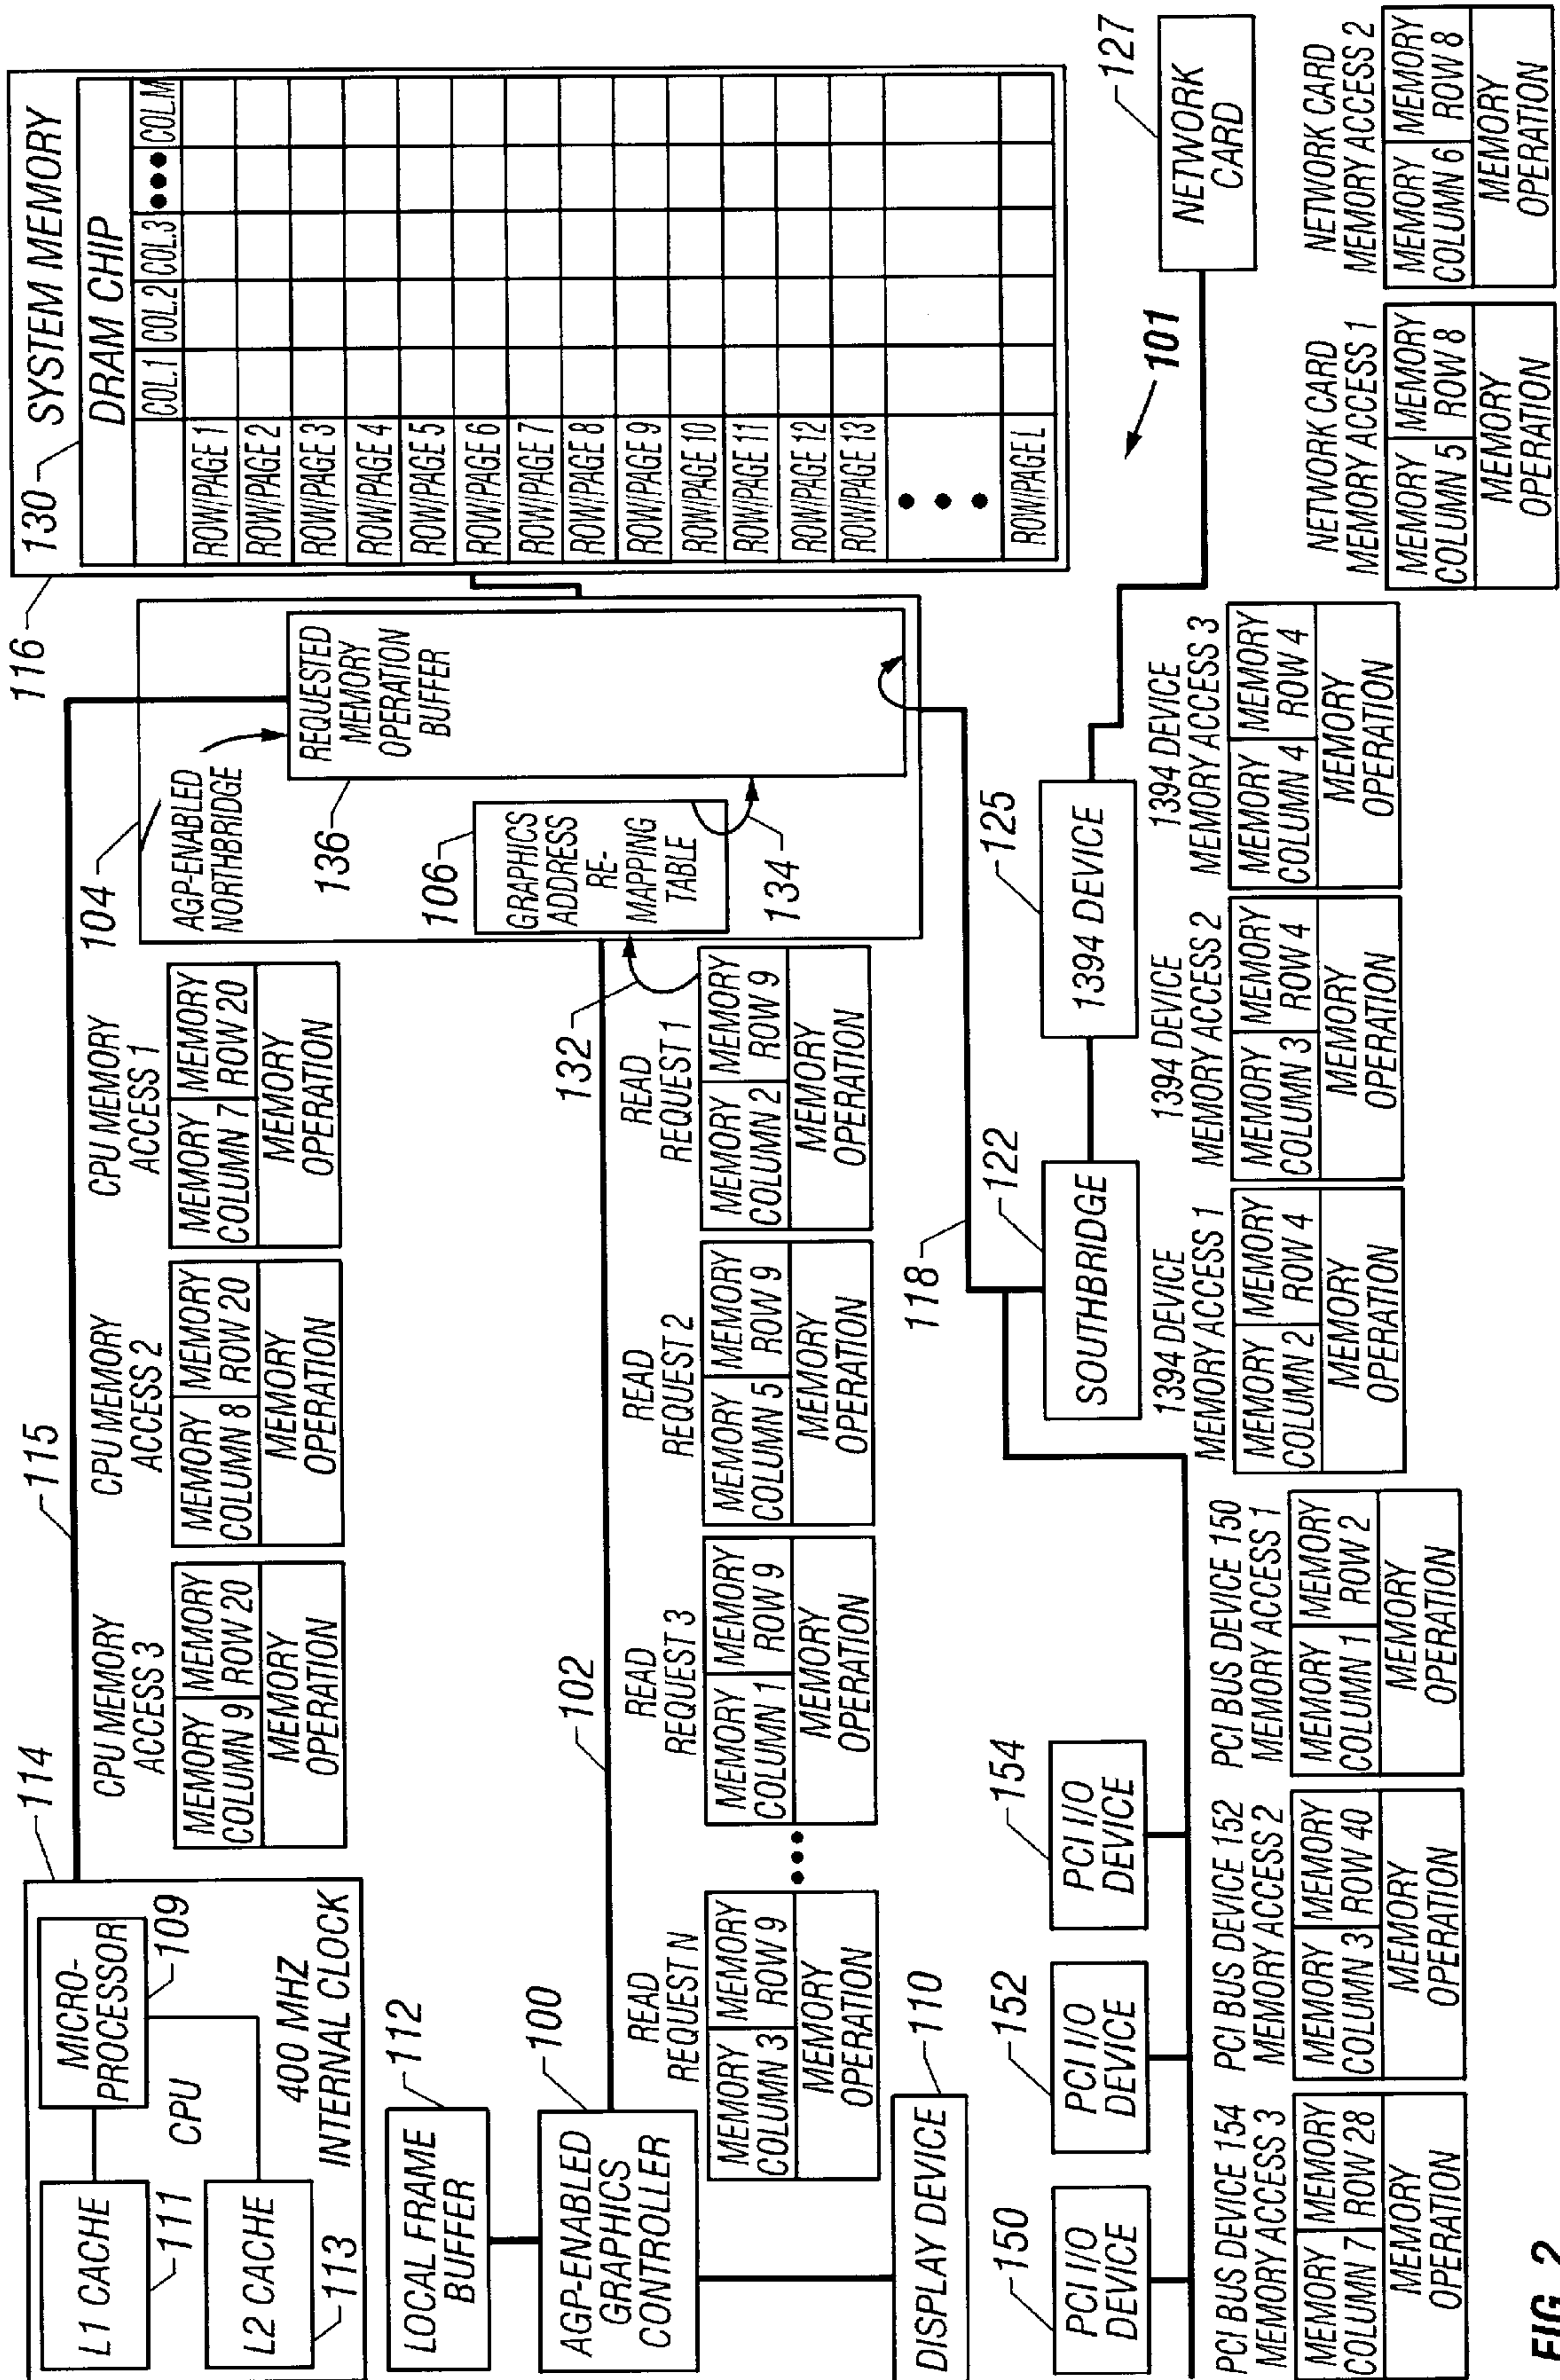 114
L1 CACHE
111
L2 CACHE
113
MICRO-
PROCESSOR
109
CPU
400 MHZ
INTERNAL CLOCK
115
CPU MEMORY
ACCESS 3
MEMORY
COLUMN 9
MEMORY
ROW 20
MEMORY
OPERATION
CPU MEMORY
ACCESS 2
MEMORY
COLUMN 8
MEMORY
ROW 20
MEMORY
OPERATION
CPU MEMORY
ACCESS 1
MEMORY
COLUMN 7
MEMORY
ROW 20
MEMORY
OPERATION
104
AGP-ENABLED
NORTHBRIDGE
136
REQUESTED
MEMORY
OPERATION
BUFFER
106
GRAPHICS
ADDRESS
RE-
MAPPING
TABLE
134
132
116
130
SYSTEM MEMORY
DRAM CHIP
COL.1
COL.2
COL.3
•••
COL.M
ROW/PAGE 1
ROW/PAGE 2
ROW/PAGE 3
ROW/PAGE 4
ROW/PAGE 5
ROW/PAGE 6
ROW/PAGE 7
ROW/PAGE 8
ROW/PAGE 9
ROW/PAGE 10
ROW/PAGE 11
ROW/PAGE 12
ROW/PAGE 13
•••
ROW/PAGE L
LOCAL FRAME
BUFFER
112
AGP-ENABLED
GRAPHICS
CONTROLLER
100
102
READ
REQUEST N
MEMORY
COLUMN 3
MEMORY
ROW 9
MEMORY
OPERATION
•••
READ
REQUEST 3
MEMORY
COLUMN 1
MEMORY
ROW 9
MEMORY
OPERATION
READ
REQUEST 2
MEMORY
COLUMN 5
MEMORY
ROW 9
MEMORY
OPERATION
READ
REQUEST 1
MEMORY
COLUMN 2
MEMORY
ROW 9
MEMORY
OPERATION
DISPLAY DEVICE
110
118
PCI I/O
DEVICE
150
PCI I/O
DEVICE
152
PCI I/O
DEVICE
154
SOUTHBRIDGE
122
1394 DEVICE
125
NETWORK
CARD
127
101
PCI BUS DEVICE 154
MEMORY ACCESS 3
MEMORY
COLUMN 7
MEMORY
ROW 28
MEMORY
OPERATION
PCI BUS DEVICE 152
MEMORY ACCESS 2
MEMORY
COLUMN 3
MEMORY
ROW 40
MEMORY
OPERATION
PCI BUS DEVICE 150
MEMORY ACCESS 1
MEMORY
COLUMN 1
MEMORY
ROW 2
MEMORY
OPERATION
1394 DEVICE
MEMORY ACCESS 1
MEMORY
COLUMN 2
MEMORY
ROW 4
MEMORY
OPERATION
1394 DEVICE
MEMORY ACCESS 2
MEMORY
COLUMN 3
MEMORY
ROW 4
MEMORY
OPERATION
1394 DEVICE
MEMORY ACCESS 3
MEMORY
COLUMN 4
MEMORY
ROW 4
MEMORY
OPERATION
NETWORK CARD
MEMORY ACCESS 1
MEMORY
COLUMN 5
MEMORY
ROW 8
MEMORY
OPERATION
NETWORK CARD
MEMORY ACCESS 2
MEMORY
COLUMN 6
MEMORY
ROW 8
MEMORY
OPERATION
FIG. 2